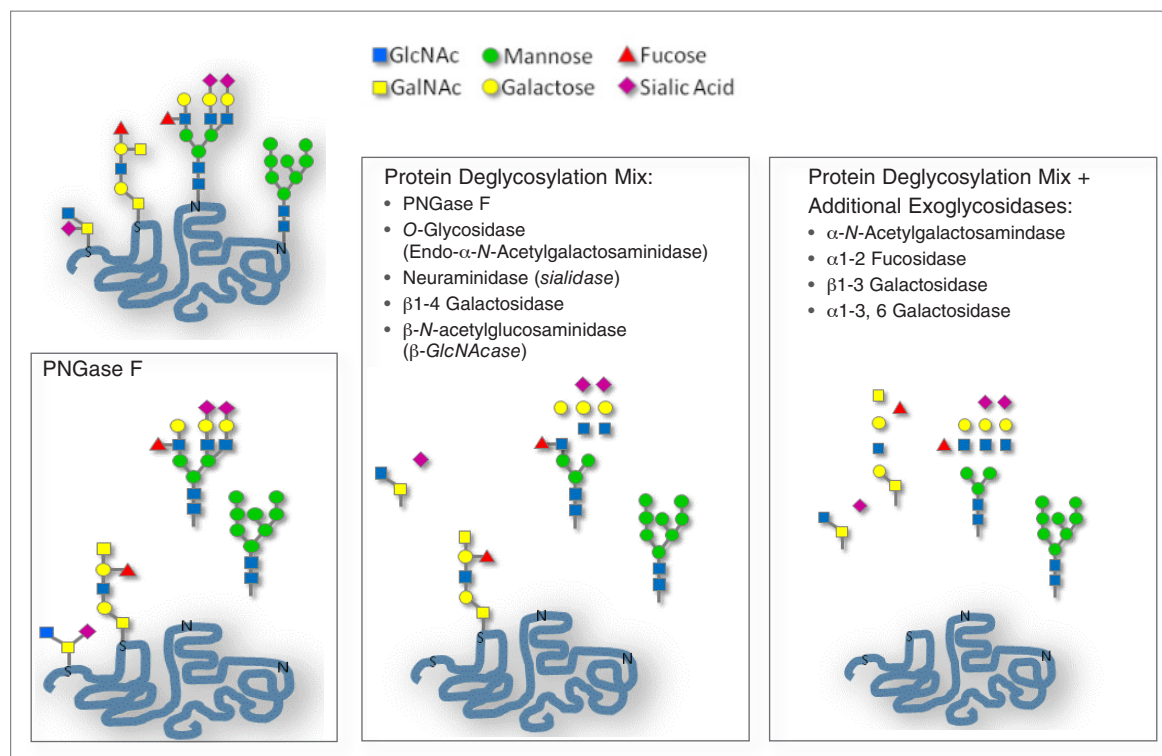 GlcNAc Mannose Fucose
GalNAc Galactose Sialic Acid
S
S
N
N
PNGase F
S
S
N
N
Protein Deglycosylation Mix:
• PNGase F
• O-Glycosidase
(Endo-α-N-Acetylgalactosaminidase)
• Neuraminidase (sialidase)
• β1-4 Galactosidase
• β-N-acetylglucosaminidase
(β-GlcNAcase)
S
S
N
N
Protein Deglycosylation Mix +
Additional Exoglycosidases:
• α-N-Acetylgalactosamindase
• α1-2 Fucosidase
• β1-3 Galactosidase
• α1-3, 6 Galactosidase
S
S
N
N